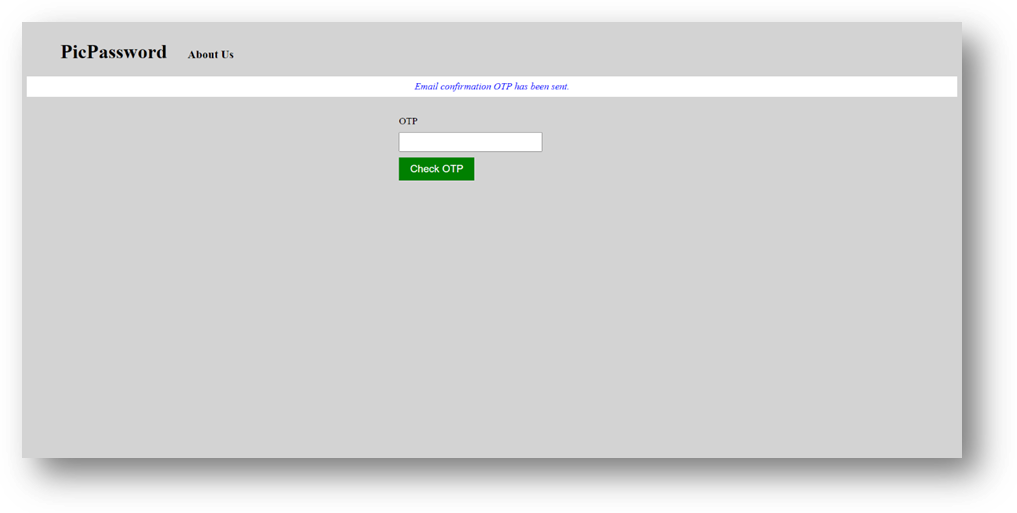 PicPassword About Us
Email confirmation OTP has been sent.
OTP
Check OTP